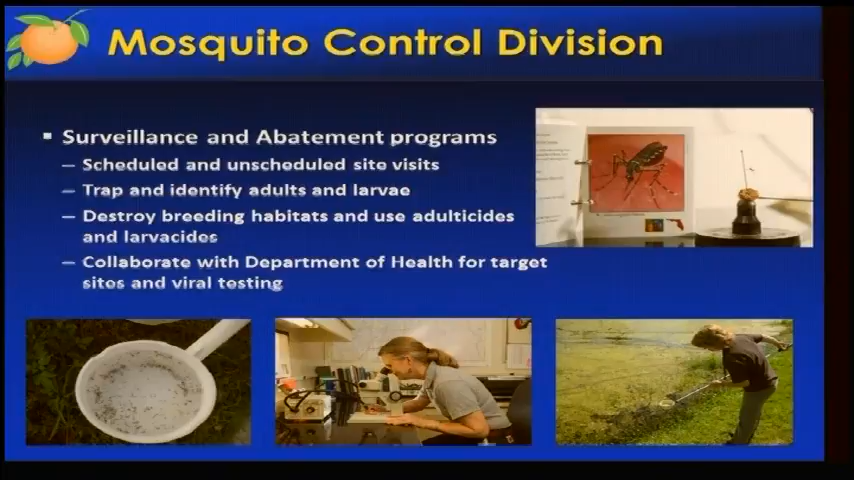 Mosquito Control Division
▪ Surveillance and Abatement programs
– Scheduled and unscheduled site visits
– Trap and identify adults and larvae
– Destroy breeding habitats and use adulticides
and larvacides
– Collaborate with Department of Health for target
sites and viral testing